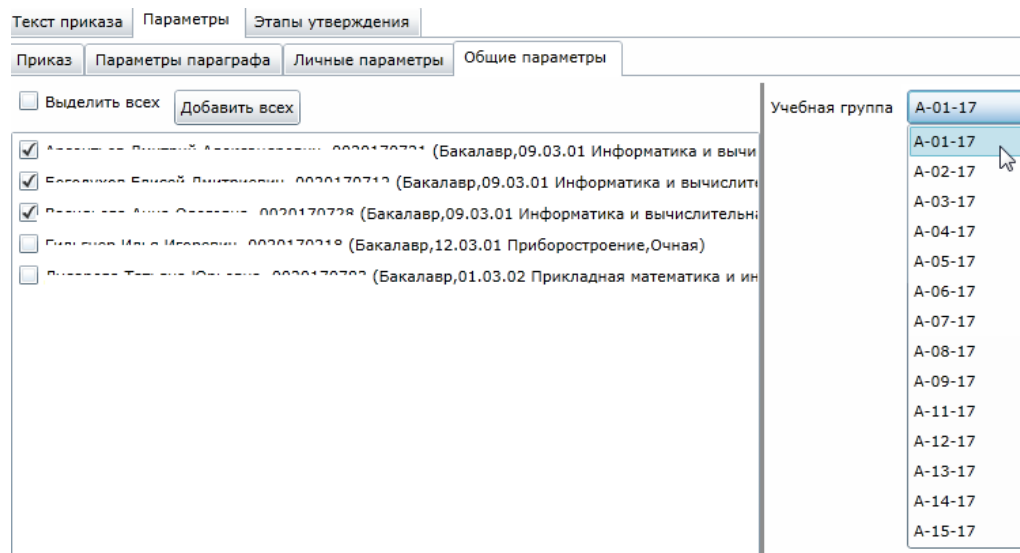 Текст приказа Параметры Этапы утверждения
Приказ Параметры параграфа Личные параметры Общие параметры
Выделить всех Добавить всех Учебная группа А-01-17
(Бакалавр,09.03.01 Информатика и вычи
(Бакалавр,09.03.01 Информатика и вычислите
(Бакалавр,09.03.01 Информатика и вычислительна
(Бакалавр,12.03.01 Приборостроение,Очная)
(Бакалавр,01.03.02 Прикладная математика и ин
А-01-17
А-02-17
А-03-17
А-04-17
А-05-17
А-06-17
А-07-17
А-08-17
А-09-17
А-11-17
А-12-17
А-13-17
А-14-17
А-15-17